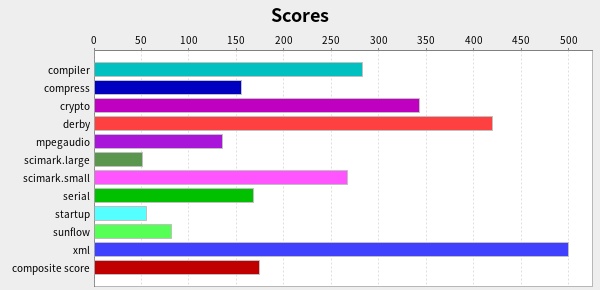 Scores
0 50 100 150 200 250 300 350 400 450 500
compiler
compress
crypto
derby
mpegaudio
scimark.large
scimark.small
serial
startup
sunflow
xml
composite score